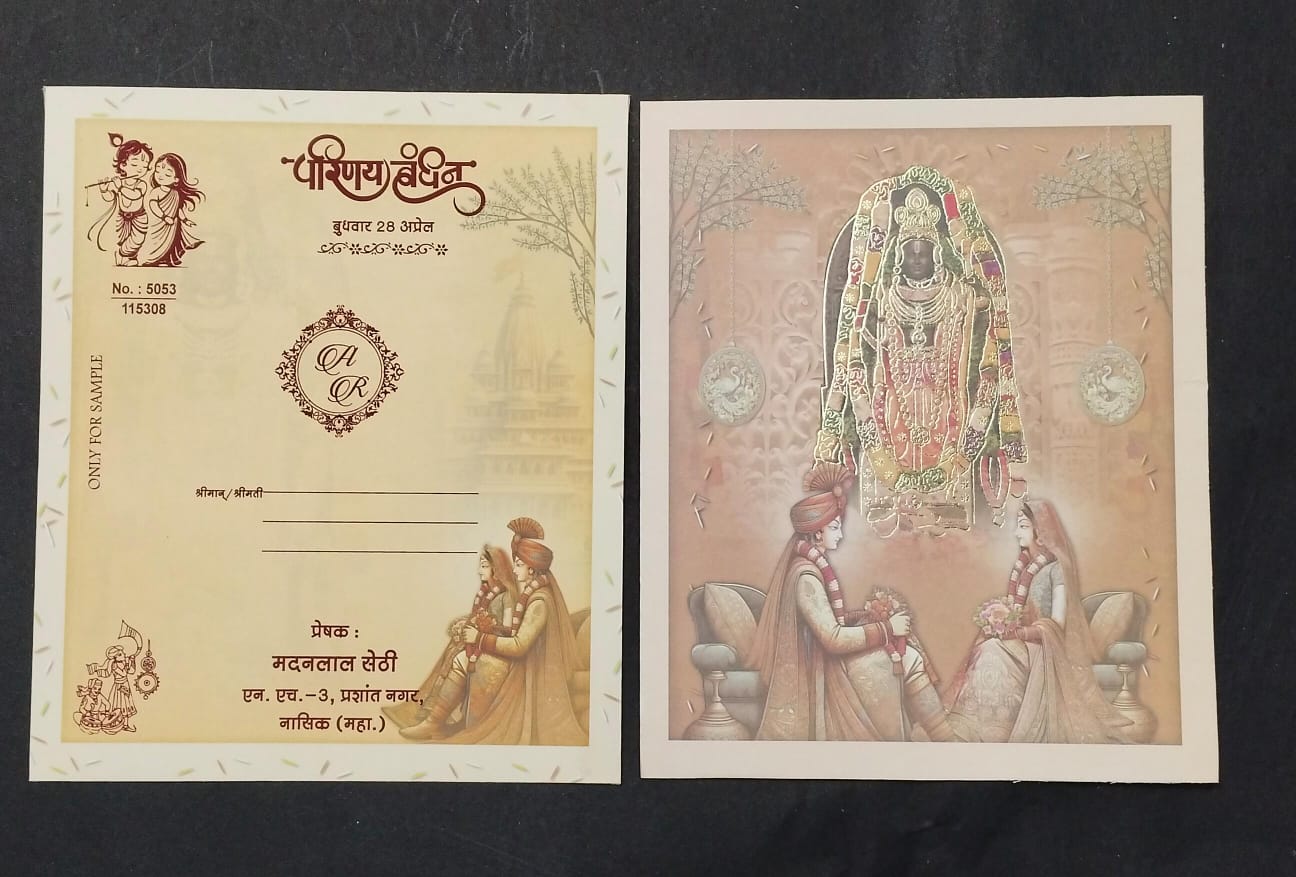 परिणय बंधन
बुधवार 28 अप्रेल
No. : 5053
115308
A
R
ONLY FOR SAMPLE
श्रीमान्/श्रीमती
प्रेषक :
मदनलाल सेठी
एन. एच.-3, प्रशांत नगर,
नासिक (महा.)